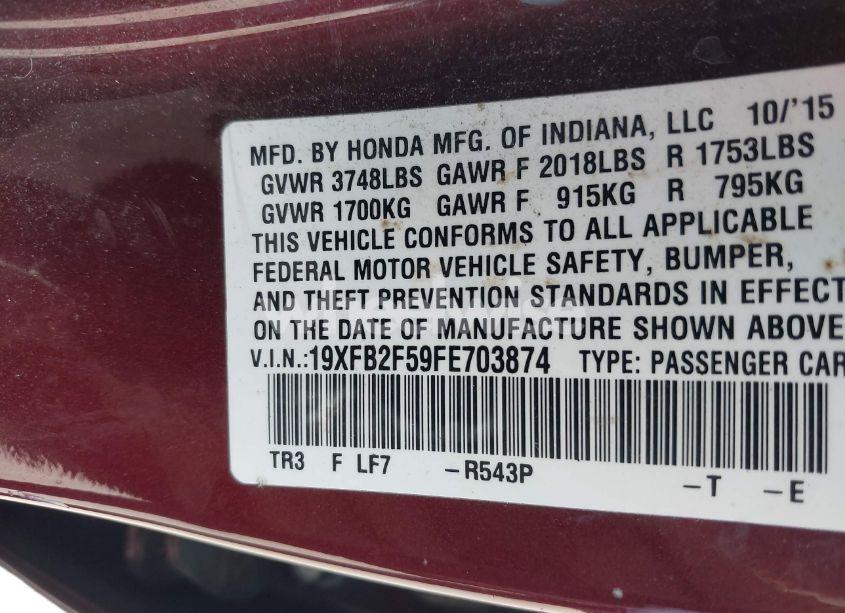 MFD. BY HONDA MFG. OF INDIANA, LLC 10/'15
GVWR 3748LBS GAWR F 2018LBS R 1753LBS
GVWR 1700KG GAWR F 915KG R 795KG
THIS VEHICLE CONFORMS TO ALL APPLICABLE
FEDERAL MOTOR VEHICLE SAFETY, BUMPER,
AND THEFT PREVENTION STANDARDS IN EFFECT
ON THE DATE OF MANUFACTURE SHOWN ABOVE.
V.I.N.:19XFB2F59FE703874 TYPE: PASSENGER CAR
TR3 F LF7 -R543P -T -E